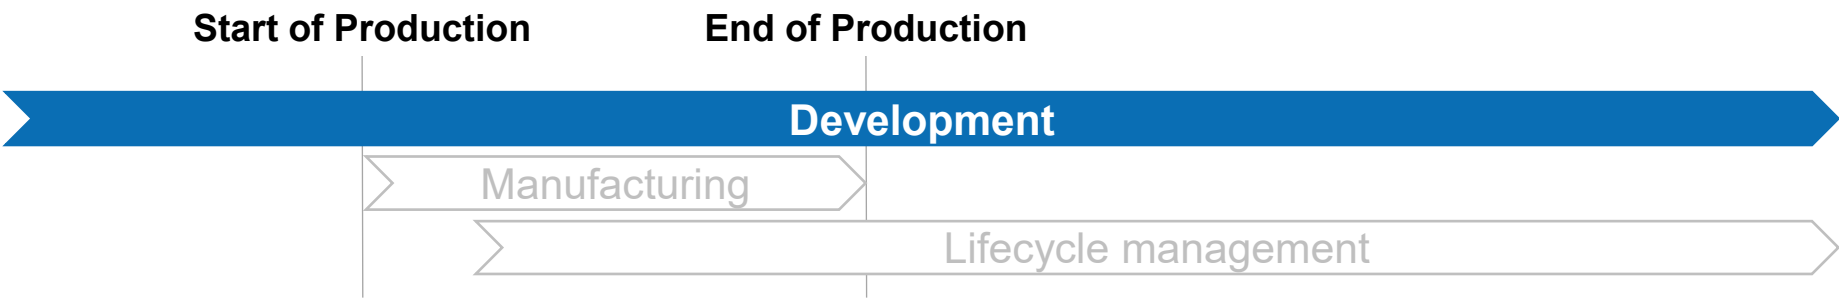 Start of Production End of Production
Development
Manufacturing
Lifecycle management